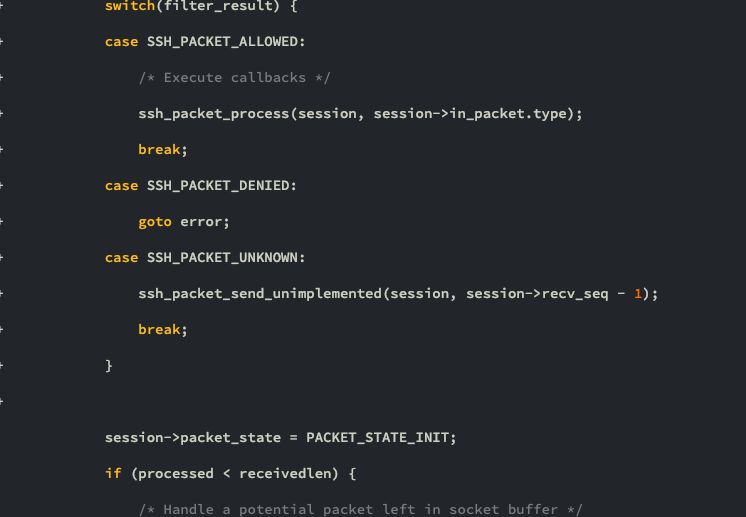 + switch(filter_result) {
+ case SSH_PACKET_ALLOWED:
+ /* Execute callbacks */
+ ssh_packet_process(session, session->in_packet.type);
+ break;
+ case SSH_PACKET_DENIED:
+ goto error;
+ case SSH_PACKET_UNKNOWN:
+ ssh_packet_send_unimplemented(session, session->recv_seq - 1);
+ break;
+ }
+
session->packet_state = PACKET_STATE_INIT;
if (processed < receivedlen) {
/* Handle a potential packet left in socket buffer */